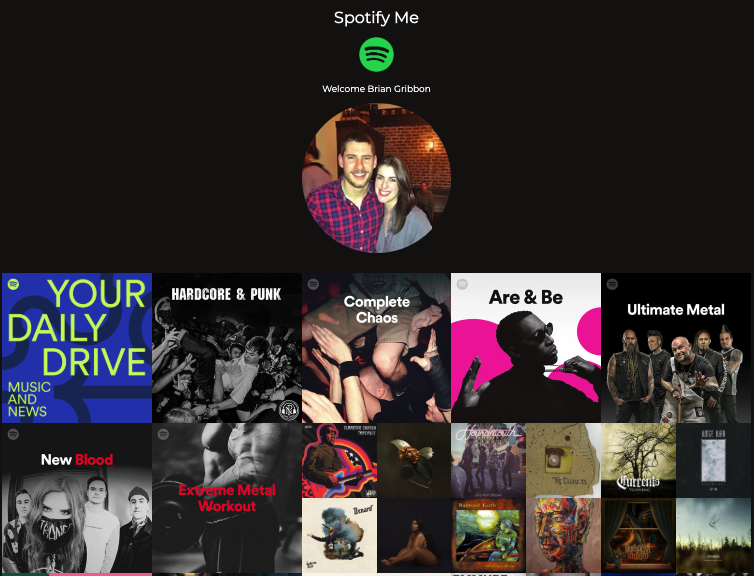 Spotify Me
Welcome Brian Gribbon
YOUR
DAILY
DRIVE
MUSIC
AND
NEWS
HARDCORE & PUNK
Complete
Chaos
Are & Be
Ultimate Metal
New Blood
Extreme Metal
Workout
Currents